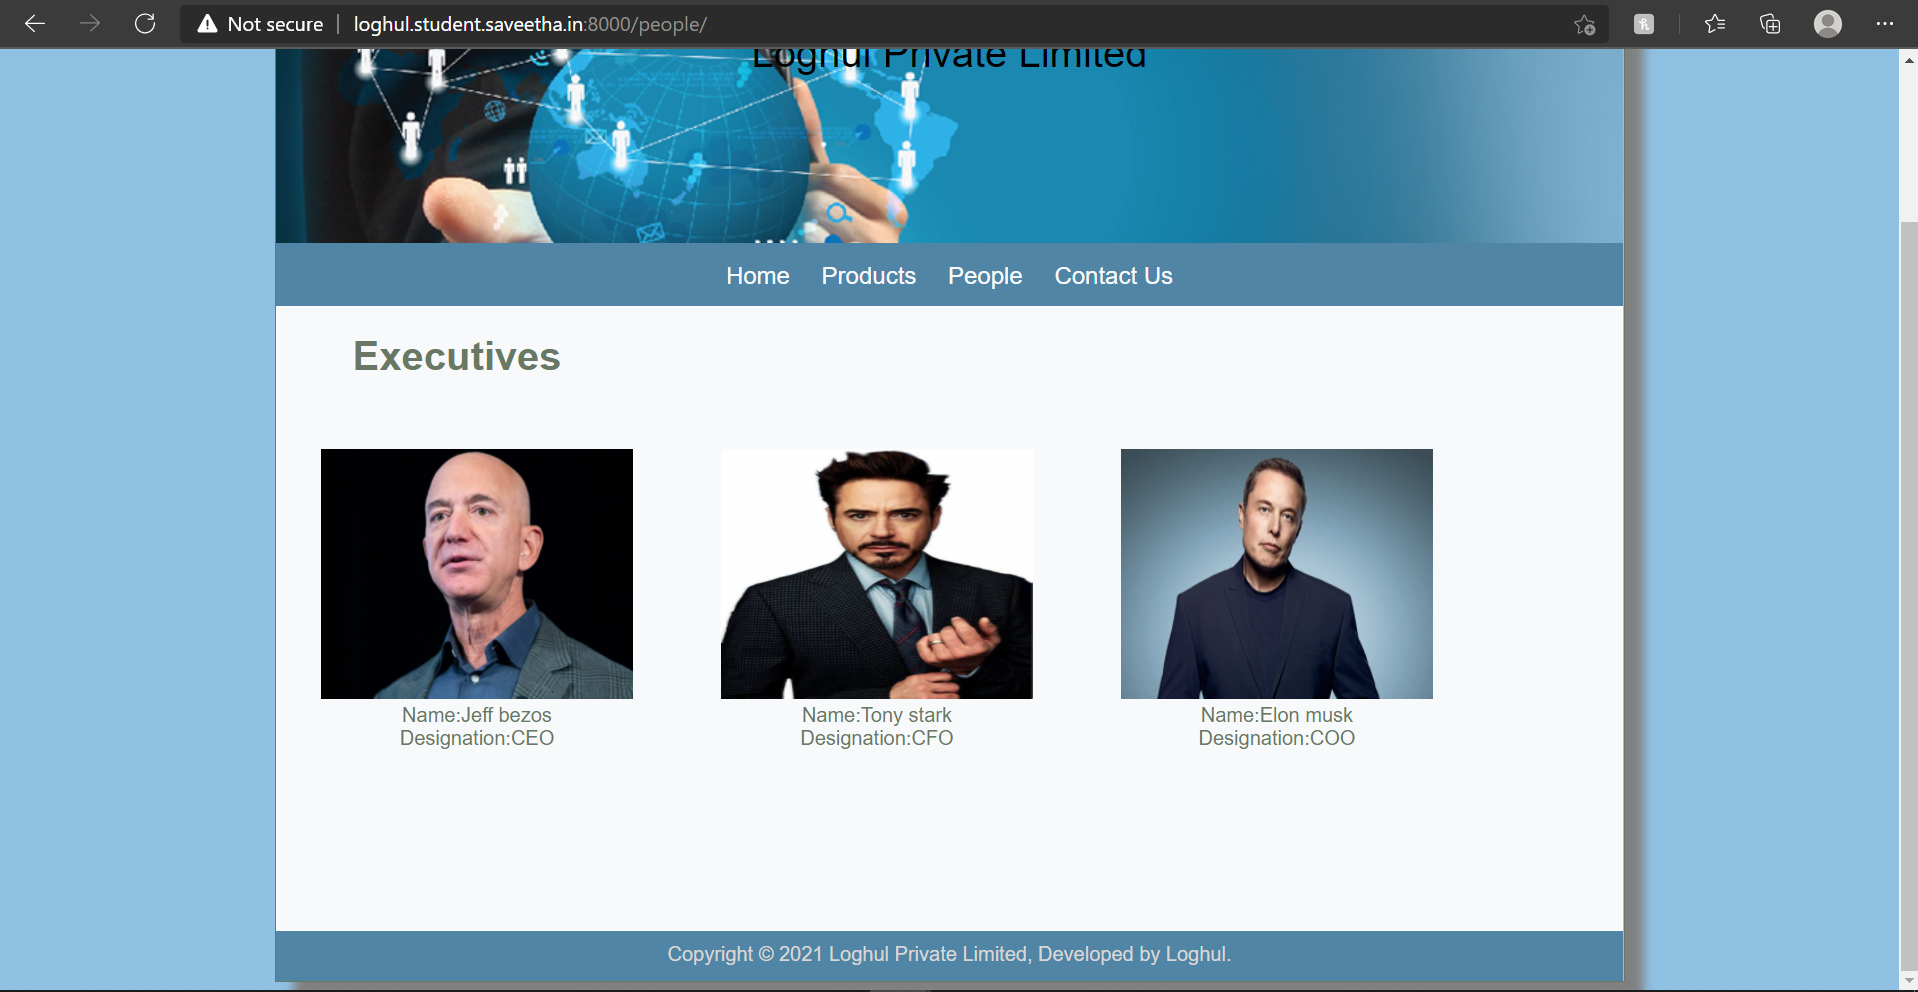 Not secure | loghul.student.saveetha.in:8000/people/
Loghul Private Limited
Home Products People Contact Us
Executives
Name:Jeff bezos
Designation:CEO
Name:Tony stark
Designation:CFO
Name:Elon musk
Designation:COO
Copyright © 2021 Loghul Private Limited, Developed by Loghul.